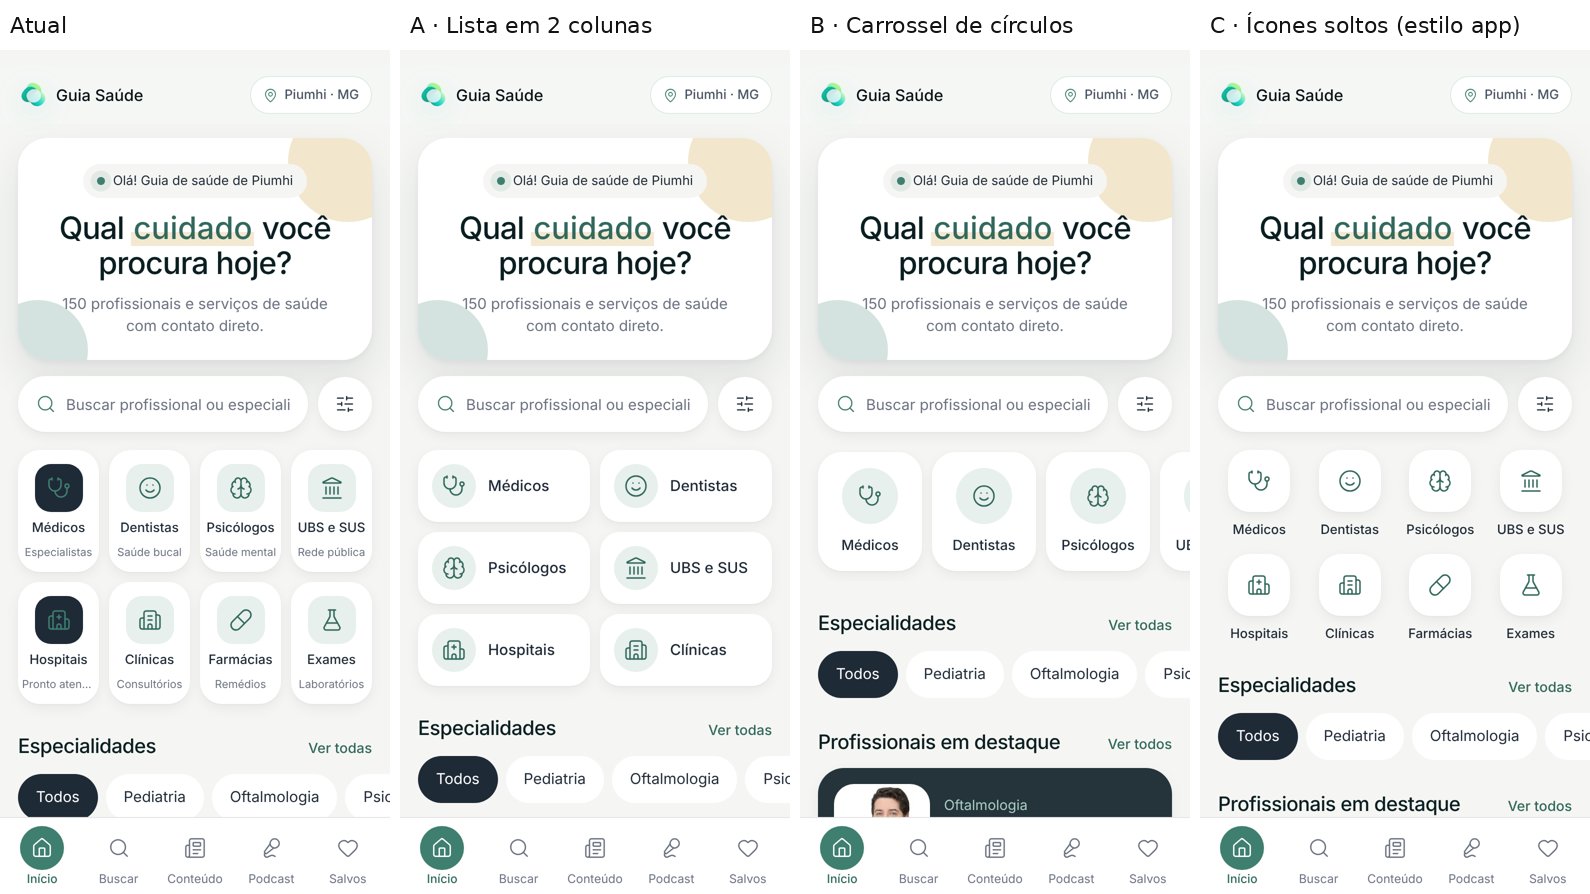 Atual
Guia Saúde
Piumhi · MG
Olá! Guia de saúde de Piumhi
Qual cuidado você
procura hoje?
150 profissionais e serviços de saúde
com contato direto.
Buscar profissional ou especiali
Médicos
Especialistas
Dentistas
Saúde bucal
Psicólogos
Saúde mental
UBS e SUS
Rede pública
Hospitais
Pronto aten...
Clínicas
Consultórios
Farmácias
Remédios
Exames
Laboratórios
Especialidades
Ver todas
Todos
Pediatria
Oftalmologia
Psic
Início
Buscar
Conteúdo
Podcast
Salvos
A · Lista em 2 colunas
Guia Saúde
Piumhi · MG
Olá! Guia de saúde de Piumhi
Qual cuidado você
procura hoje?
150 profissionais e serviços de saúde
com contato direto.
Buscar profissional ou especiali
Médicos
Dentistas
Psicólogos
UBS e SUS
Hospitais
Clínicas
Especialidades
Ver todas
Todos
Pediatria
Oftalmologia
Psic
Início
Buscar
Conteúdo
Podcast
Salvos
B · Carrossel de círculos
Guia Saúde
Piumhi · MG
Olá! Guia de saúde de Piumhi
Qual cuidado você
procura hoje?
150 profissionais e serviços de saúde
com contato direto.
Buscar profissional ou especiali
Médicos
Dentistas
Psicólogos
UE
Especialidades
Ver todas
Todos
Pediatria
Oftalmologia
Psic
Profissionais em destaque
Ver todos
Oftalmologia
Início
Buscar
Conteúdo
Podcast
Salvos
C · Ícones soltos (estilo app)
Guia Saúde
Piumhi · MG
Olá! Guia de saúde de Piumhi
Qual cuidado você
procura hoje?
150 profissionais e serviços de saúde
com contato direto.
Buscar profissional ou especiali
Médicos
Dentistas
Psicólogos
UBS e SUS
Hospitais
Clínicas
Farmácias
Exames
Especialidades
Ver todas
Todos
Pediatria
Oftalmologia
Psic
Profissionais em destaque
Ver todos
Início
Buscar
Conteúdo
Podcast
Salvos